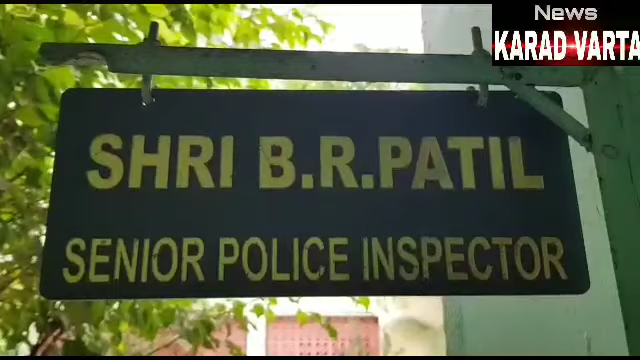 News
KARAD VARTA
SHRI B.R.PATIL
SENIOR POLICE INSPECTOR